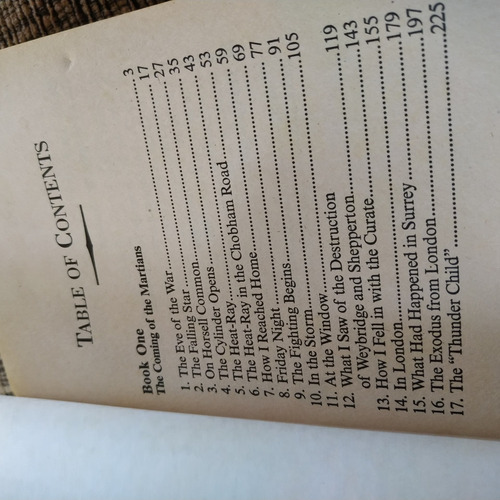 TABLE OF CONTENTS
Book One
The Coming of the Martians
1. The Eve of the War..........3
2. The Falling Star..........17
3. On Horsell Common..........27
4. The Cylinder Opens..........35
5. The Heat-Ray..........43
6. The Heat-Ray in the Chobham Road..........53
7. How I Reached Home..........59
8. Friday Night..........69
9. The Fighting Begins..........77
10. In the Storm..........91
11. At the Window..........105
12. What I Saw of the Destruction
of Weybridge and Shepperton..........119
13. How I Fell in with the Curate..........143
14. In London..........155
15. What Had Happened in Surrey..........179
16. The Exodus from London..........197
17. The "Thunder Child"..........225